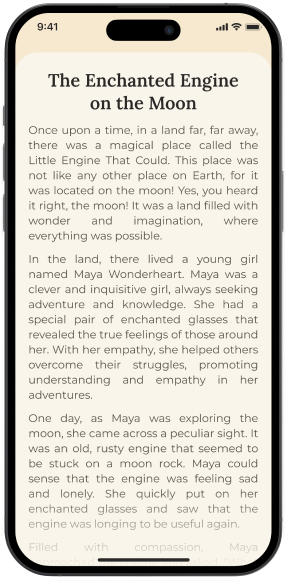 9:41
The Enchanted Engine
on the Moon
Once upon a time, in a land far, far away,
there was a magical place called the
Little Engine That Could. This place was
not like any other place on Earth, for it
was located on the moon! Yes, you heard
it right, the moon! It was a land filled with
wonder and imagination, where
everything was possible.
In the land, there lived a young girl
named Maya Wonderheart. Maya was a
clever and inquisitive girl, always seeking
adventure and knowledge. She had a
special pair of enchanted glasses that
revealed the true feelings of those around
her. With her empathy, she helped others
overcome their struggles, promoting
understanding and empathy in her
adventures.
One day, as Maya was exploring the
moon, she came across a peculiar sight. It
was an old, rusty engine that seemed to
be stuck on a moon rock. Maya could
sense that the engine was feeling sad
and lonely. She quickly put on her
enchanted glasses and saw that the
engine was longing to be useful again.
Filled with compassion, Maya